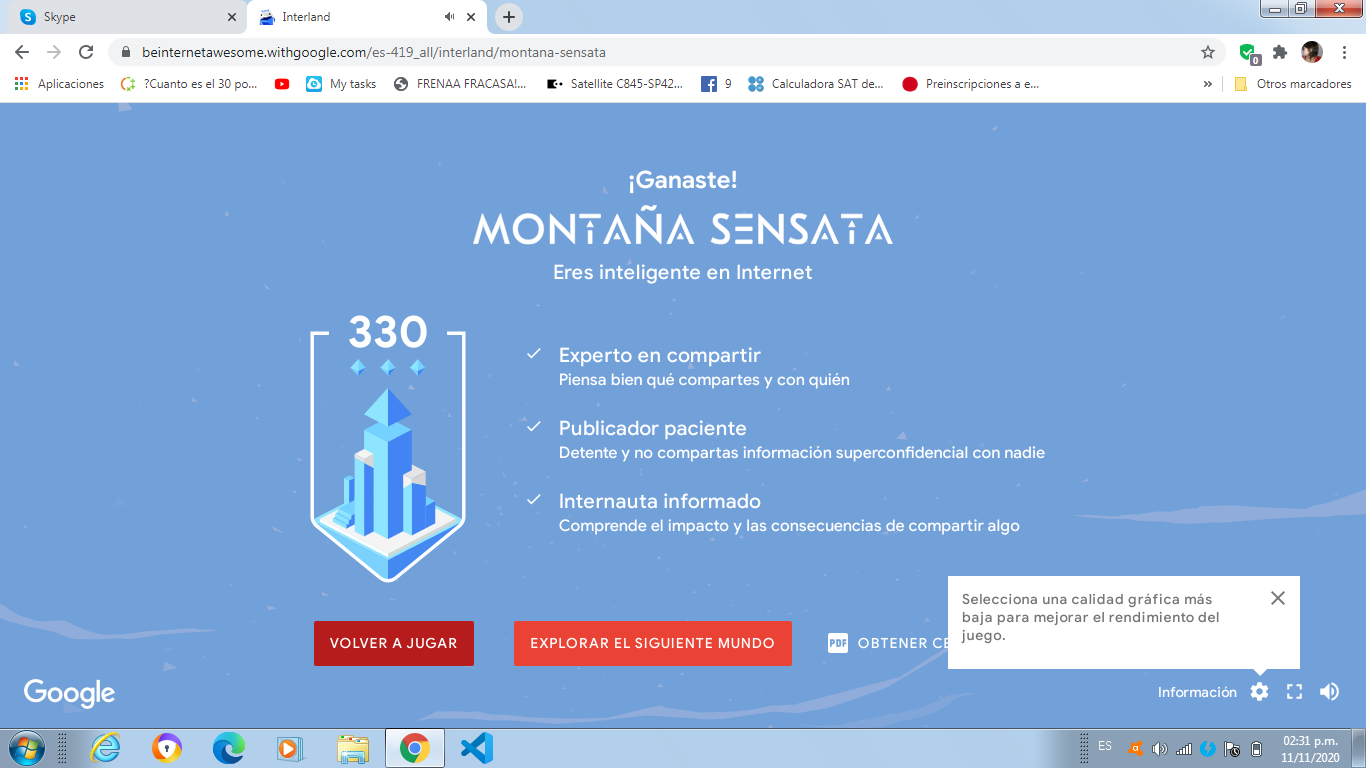 Skype
Interland
beinternetawesome.withgoogle.com/es-419_all/interland/montana-sensata
0
Aplicaciones
?Cuanto es el 30 po...
My tasks
FRENAA FRACASA!...
Satellite C845-SP42...
9
Calculadora SAT de...
Preinscripciones a e...
»
Otros marcadores
¡Ganaste!
MONTAÑA SENSATA
Eres inteligente en Internet
330
Experto en compartir
Piensa bien qué compartes y con quién
Publicador paciente
Detente y no compartas información superconfidencial con nadie
Internauta informado
Comprende el impacto y las consecuencias de compartir algo
Selecciona una calidad gráfica más
baja para mejorar el rendimiento del
juego.
VOLVER A JUGAR
EXPLORAR EL SIGUIENTE MUNDO
PDF OBTENER CE
Google
Información
ES
02:31 p.m.
11/11/2020